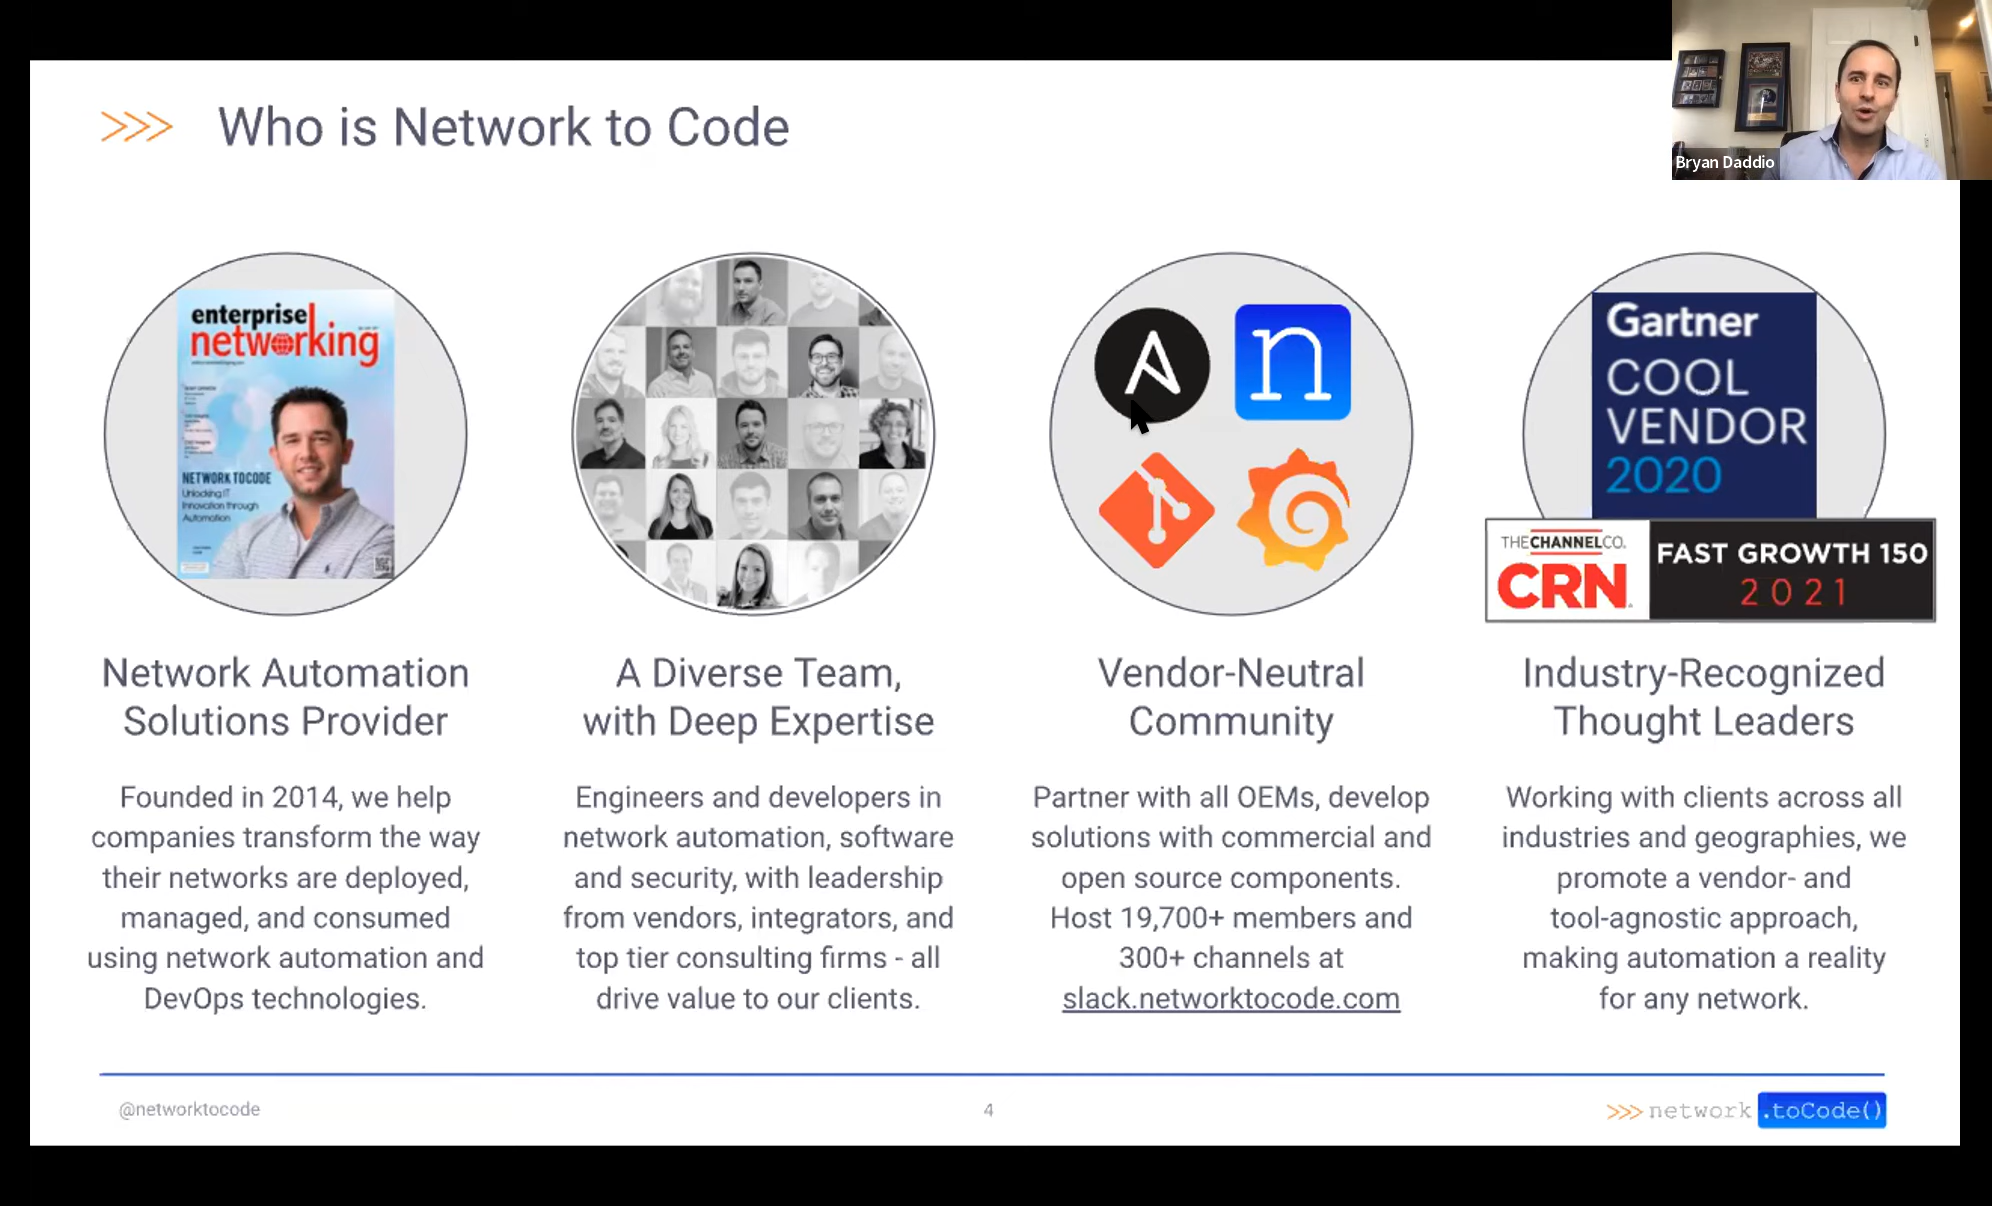 Who is Network to Code
Bryan Daddio
enterprise
networking
NETWORK TOCODE
Unlocking IT
Innovation through
Automation
Gartner
COOL
VENDOR
2020
THECHANNELCO.
CRN
FAST GROWTH 150
2021
Network Automation
Solutions Provider
Founded in 2014, we help
companies transform the way
their networks are deployed,
managed, and consumed
using network automation and
DevOps technologies.
A Diverse Team,
with Deep Expertise
Engineers and developers in
network automation, software
and security, with leadership
from vendors, integrators, and
top tier consulting firms - all
drive value to our clients.
Vendor-Neutral
Community
Partner with all OEMs, develop
solutions with commercial and
open source components.
Host 19,700+ members and
300+ channels at
slack.networktocode.com
Industry-Recognized
Thought Leaders
Working with clients across all
industries and geographies, we
promote a vendor- and
tool-agnostic approach,
making automation a reality
for any network.
@networktocode
4
>>> network .toCode()